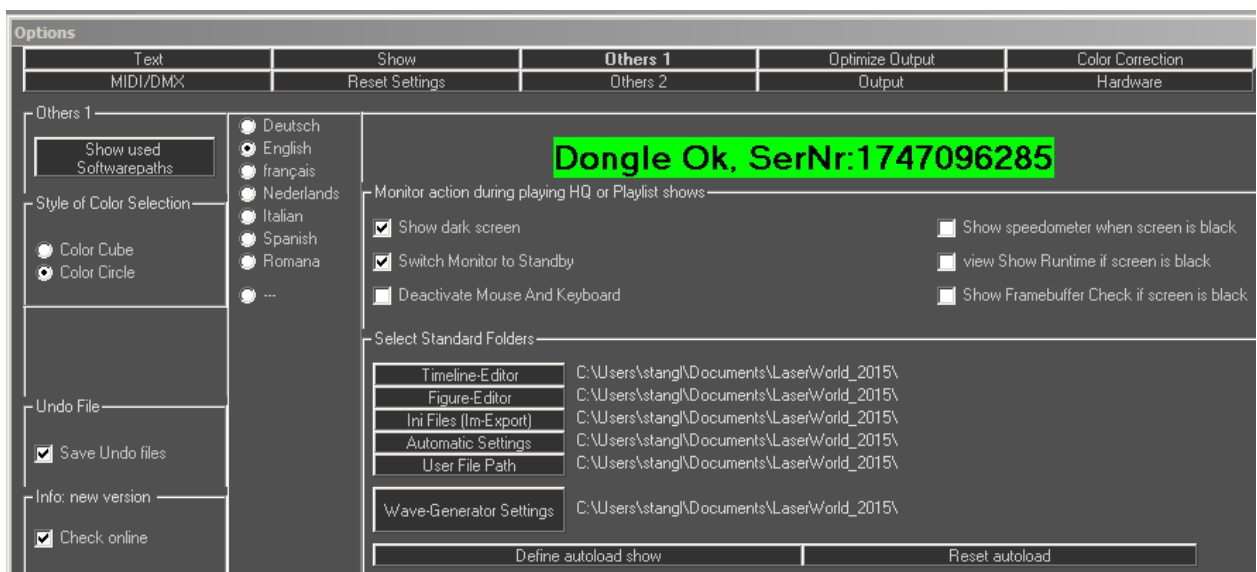 Options
Text Show Others 1 Optimize Output Color Correction
MIDI/DMX Reset Settings Others 2 Output Hardware
Others 1
Show used
Softwarepaths
Style of Color Selection
Color Cube
Color Circle
Undo File
Save Undo files
Info: new version
Check online
Deutsch
English
français
Nederlands
Italian
Spanish
Romana
---
Dongle Ok, SerNr:1747096285
Monitor action during playing HQ or Playlist shows
Show dark screen Show speedometer when screen is black
Switch Monitor to Standby view Show Runtime if screen is black
Deactivate Mouse And Keyboard Show Framebuffer Check if screen is black
Select Standard Folders
Timeline-Editor C:\Users\stangl\Documents\LaserWorld_2015\
Figure-Editor C:\Users\stangl\Documents\LaserWorld_2015\
Ini Files (Im-Export) C:\Users\stangl\Documents\LaserWorld_2015\
Automatic Settings C:\Users\stangl\Documents\LaserWorld_2015\
User File Path C:\Users\stangl\Documents\LaserWorld_2015\
Wave-Generator Settings C:\Users\stangl\Documents\LaserWorld_2015\
Define autoload show Reset autoload